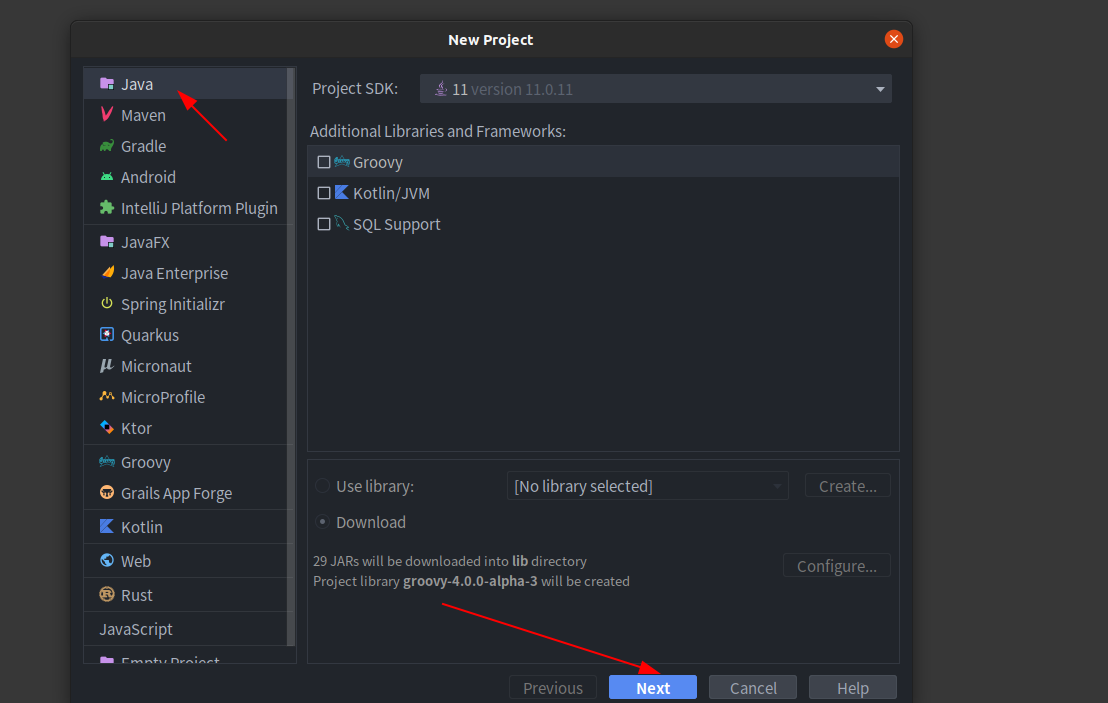 New Project
Java
Maven
Gradle
Android
IntelliJ Platform Plugin
JavaFX
Java Enterprise
Spring Initializr
Quarkus
Micronaut
MicroProfile
Ktor
Groovy
Grails App Forge
Kotlin
Web
Rust
JavaScript
Empty Project
Project SDK: 11 version 11.0.11
Additional Libraries and Frameworks:
Groovy
Kotlin/JVM
SQL Support
Use library: [No library selected] Create...
Download
29 JARs will be downloaded into lib directory
Project library groovy-4.0.0-alpha-3 will be created
Configure...
Previous Next Cancel Help